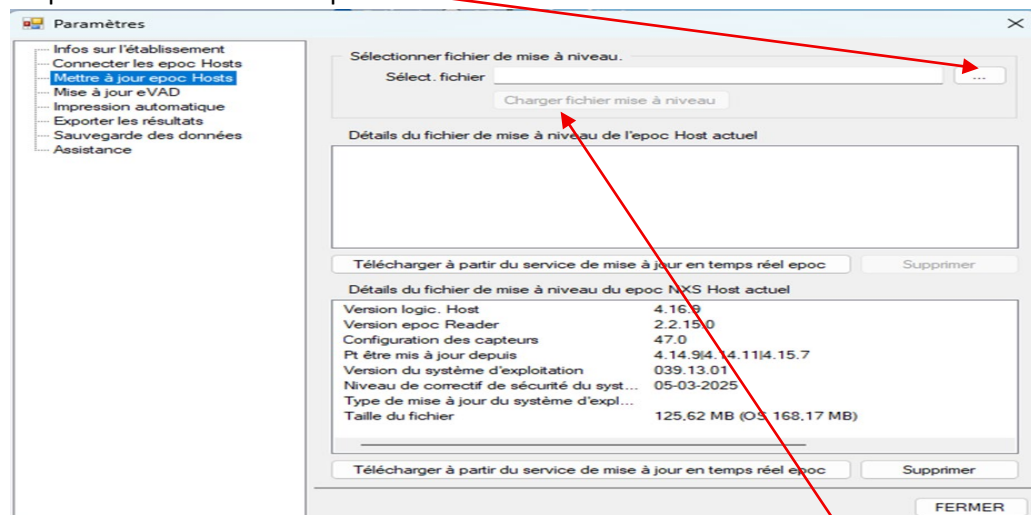 Paramètres
Infos sur l'établissement
Connecter les epoc Hosts
Mettre à jour epoc Hosts
Mise à jour eVAD
Impression automatique
Exporter les résultats
Sauvegarde des données
Assistance
Sélectionner fichier de mise à niveau.
Sélect. fichier
...
Charger fichier mise à niveau
Détails du fichier de mise à niveau de l'epoc Host actuel
Télécharger à partir du service de mise à jour en temps réel epoc Supprimer
Détails du fichier de mise à niveau du epoc NXS Host actuel
Version logic. Host 4.16.9
Version epoc Reader 2.2.15.0
Configuration des capteurs 47.0
Pt être mis à jour depuis 4.14.9|4.14.11|4.15.7
Version du système d'exploitation 039.13.01
Niveau de correctif de sécurité du syst... 05-03-2025
Type de mise à jour du système d'expl...
Taille du fichier 125,62 MB (OS 168,17 MB)
Télécharger à partir du service de mise à jour en temps réel epoc Supprimer
FERMER